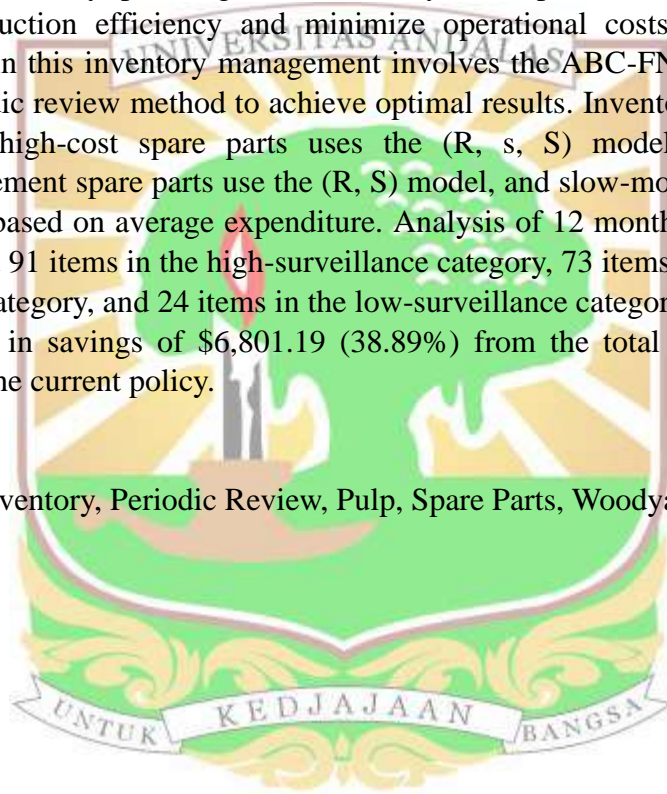 uction efficiency and minimize operational costs
UNIVERSITAS ANDALAS
n this inventory management involves the ABC-FN
dic review method to achieve optimal results. Invento
high-cost spare parts uses the (R, s, S) model
ement spare parts use the (R, S) model, and slow-mo
based on average expenditure. Analysis of 12 month
91 items in the high-surveillance category, 73 items
ategory, and 24 items in the low-surveillance categor
in savings of $6,801.19 (38.89%) from the total
he current policy.
nventory, Periodic Review, Pulp, Spare Parts, Woodya
UNTUK KEDJAJAAN BANGSA